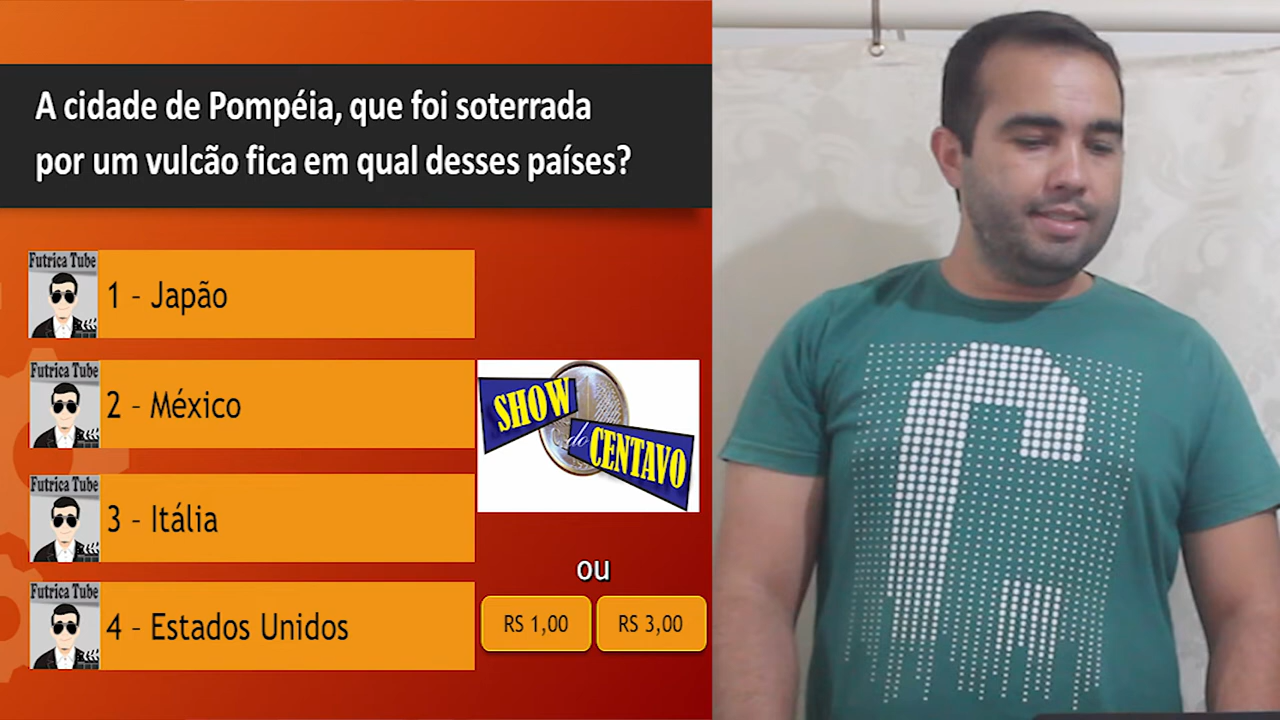 A cidade de Pompéia, que foi soterrada
por um vulcão fica em qual desses países?
Futrica Tube
1 - Japão
Futrica Tube
2 - México
Futrica Tube
3 - Itália
Futrica Tube
4 - Estados Unidos
SHOW
do
CENTAVO
ou
RS 1,00
RS 3,00